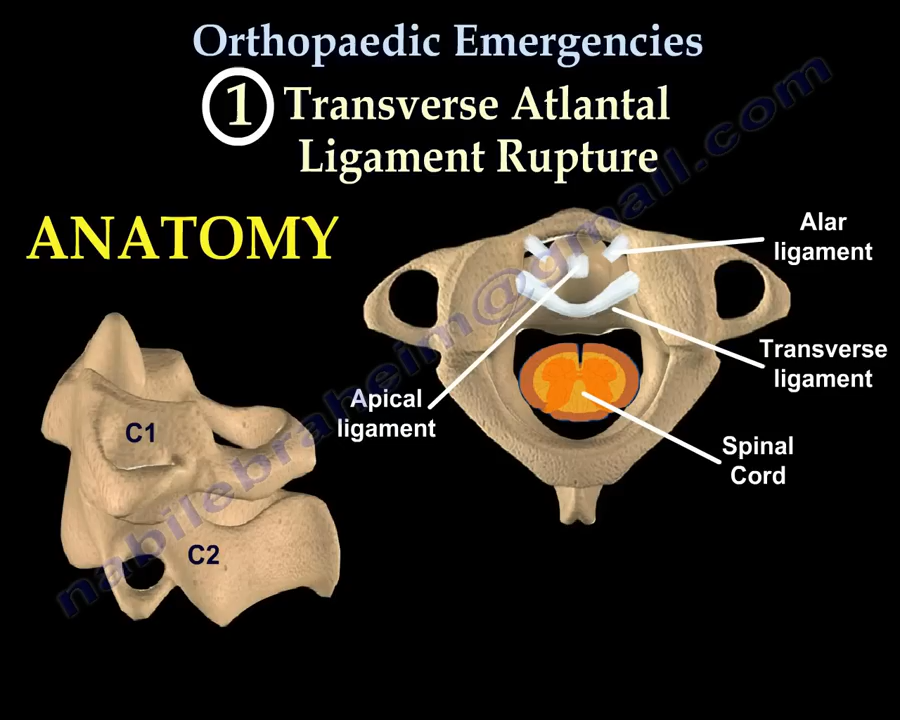 Orthopaedic Emergencies
1 Transverse Atlantal
Ligament Rupture
ANATOMY
Alar
ligament
Transverse
ligament
Apical
ligament
Spinal
Cord
C1
C2
nabilebraheim@gmail.com